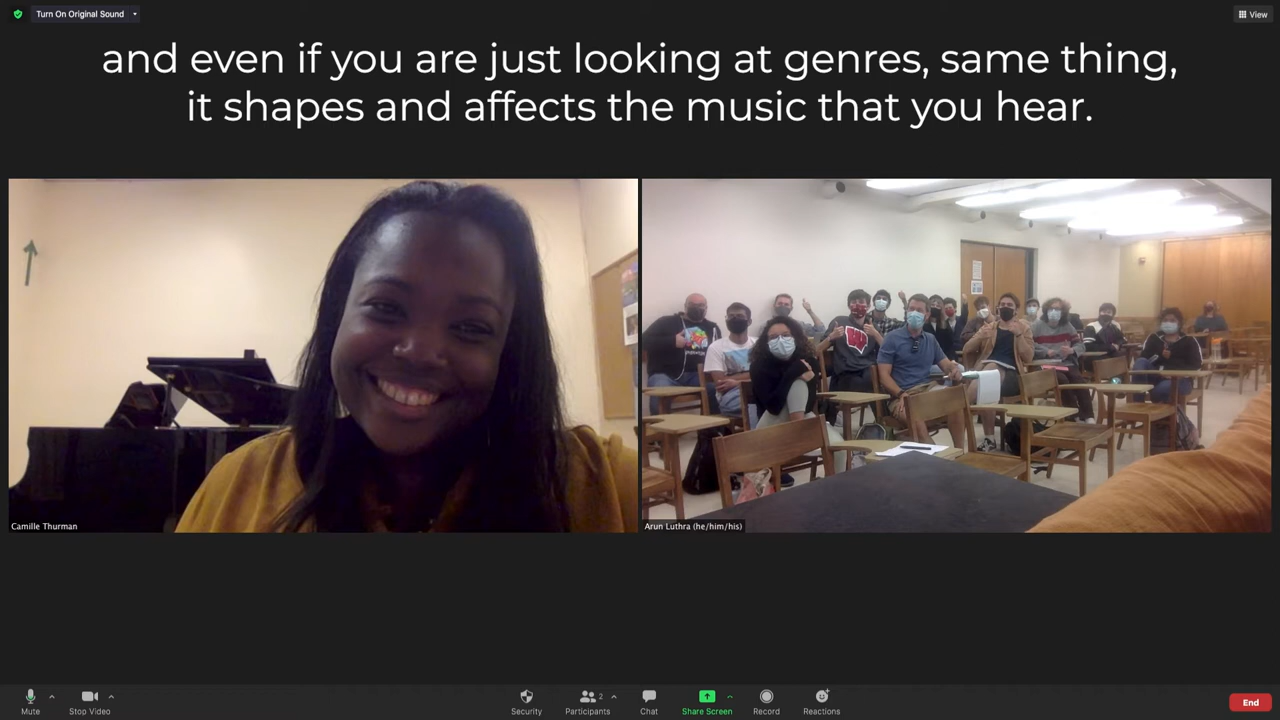 Turn On Original Sound
View
and even if you are just looking at genres, same thing,
it shapes and affects the music that you hear.
Camille Thurman
Arun Luthra (he/him/his)
Mute
Stop Video
Security
Participants
2
Chat
Share Screen
Record
Reactions
End